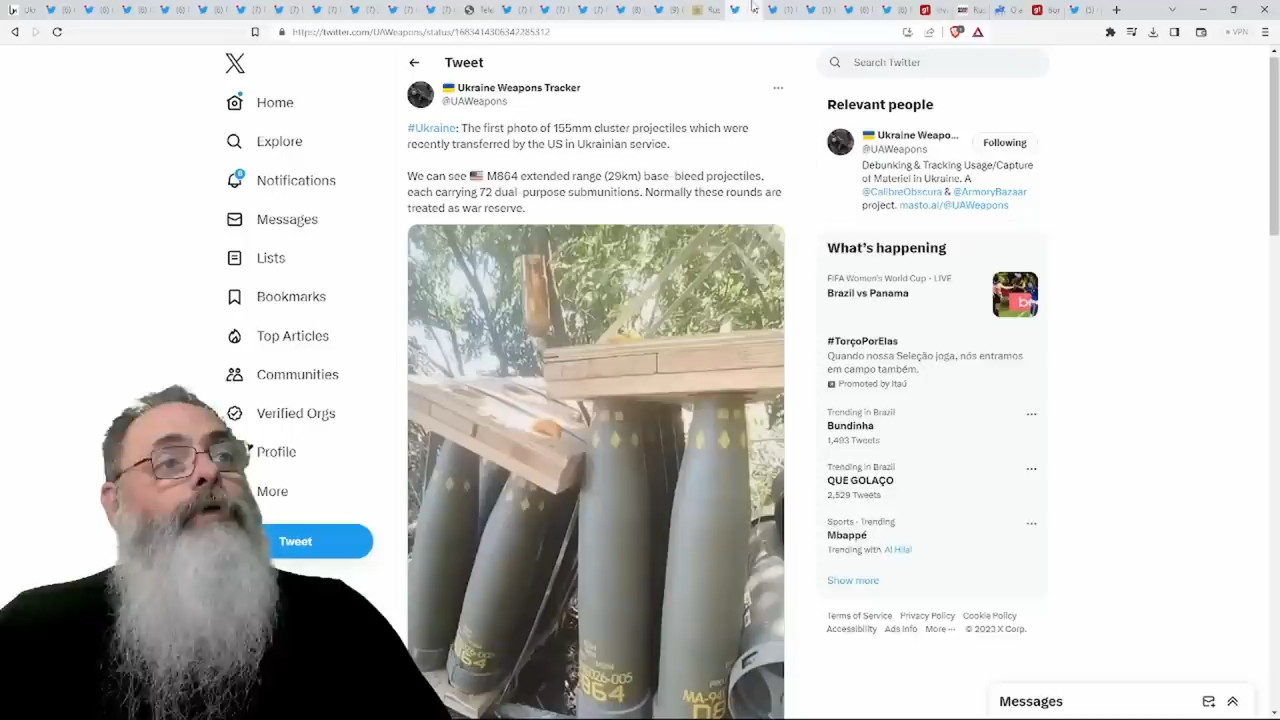 https://twitter.com/UAWeapons/status/1683414306342285312
VPN
Home
Explore
8
Notifications
Messages
Lists
Bookmarks
Top Articles
Communities
Verified Orgs
Profile
More
Tweet
Tweet
Ukraine Weapons Tracker
@UAWeapons
#Ukraine: The first photo of 155mm cluster projectiles which were
recently transferred by the US in Ukrainian service.
We can see M864 extended range (29km) base-bleed projectiles,
each carrying 72 dual-purpose submunitions. Normally these rounds are
treated as war reserve.
864
Search Twitter
Relevant people
Ukraine Weapo...
@UAWeapons
Following
Debunking & Tracking Usage/Capture
of Materiel in Ukraine. A
@CalibreObscura & @ArmoryBazaar
project. masto.ai/@UAWeapons
What's happening
FIFA Women's World Cup · LIVE
Brazil vs Panama
#TorçoPorElas
Quando nossa Seleção joga, nós entramos
em campo também.
Promoted by Itaú
Trending in Brazil
Bundinha
1,493 Tweets
Trending in Brazil
QUE GOLAÇO
2,529 Tweets
Sports · Trending
Mbappé
Trending with Al Hilal
Show more
Terms of Service Privacy Policy Cookie Policy
Accessibility Ads info More ··· © 2023 X Corp.
Messages